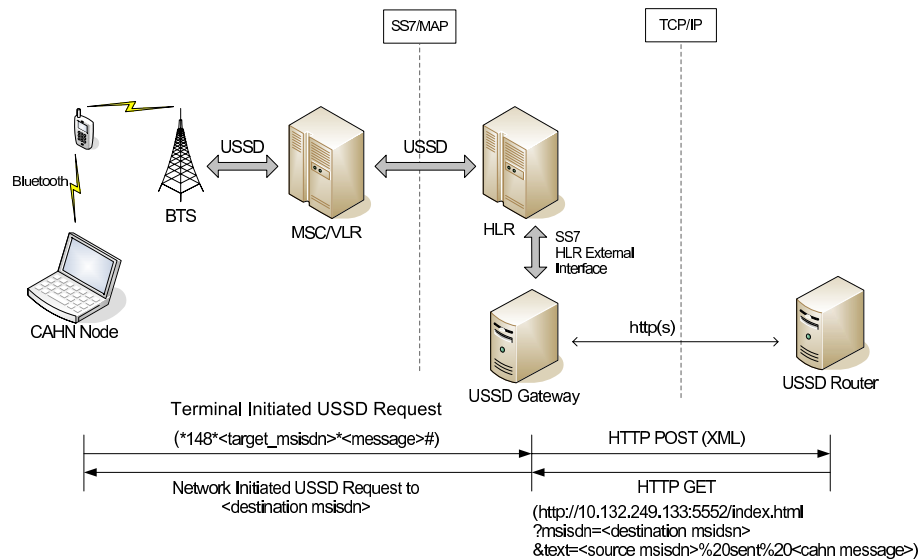 SS7/MAP
TCP/IP
USSD
USSD
Bluetooth
BTS
MSC/VLR
HLR
SS7
HLR External
Interface
CAHN Node
http(s)
USSD Gateway
USSD Router
Terminal Initiated USSD Request
(*148*<target_msisdn>*<message>#)
HTTP POST (XML)
Network Initiated USSD Request to
<destination msisdn>
HTTP GET
(http://10.132.249.133:5552/index.html
?msisdn=<destination msidsn>
&text=<source msisdn>%20sent%20<cahn message>)